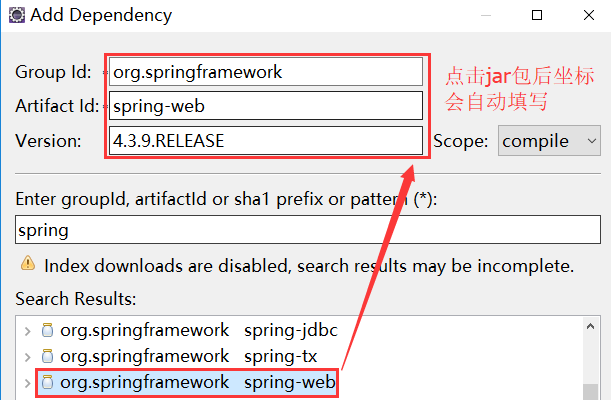 Add Dependency
Group Id: org.springframework
点击jar包后坐标
会自动填写
Artifact Id: spring-web
Version: 4.3.9.RELEASE Scope: compile
Enter groupId, artifactId or sha1 prefix or pattern (*):
spring
Index downloads are disabled, search results may be incomplete.
Search Results:
org.springframework spring-jdbc
org.springframework spring-tx
org.springframework spring-web